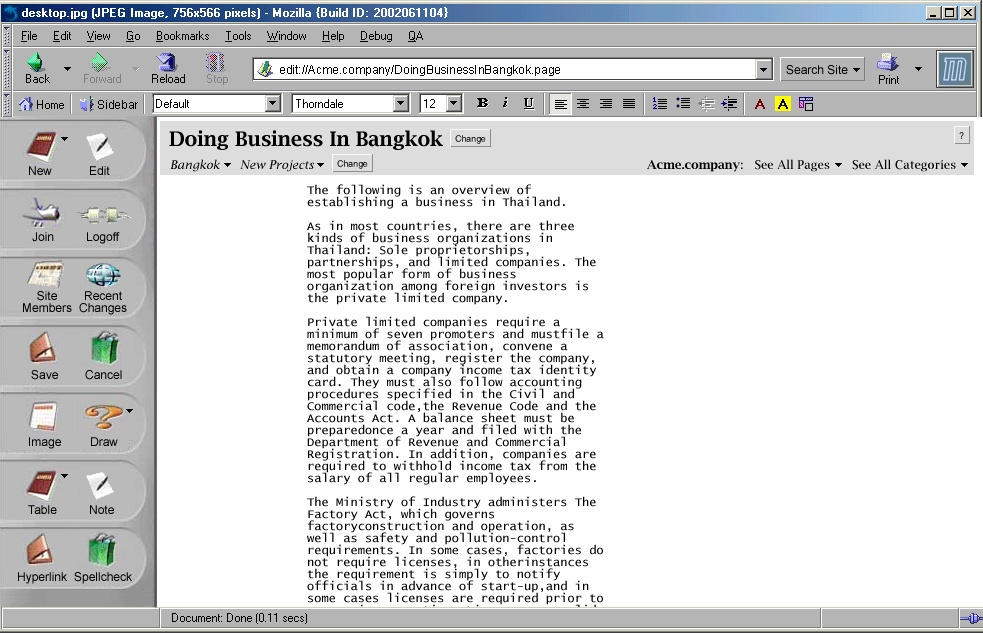 desktop.jpg (JPEG Image, 756x566 pixels) - Mozilla {Build ID: 2002061104}
File Edit View Go Bookmarks Tools Window Help Debug QA
Back Forward Reload Stop edit://Acme.company/DoingBusinessInBangkok.page Search Site Print
Home Sidebar Default Thorndale 12 B i U A A
Doing Business In Bangkok Change ?
Bangkok New Projects Change Acme.company: See All Pages See All Categories
New Edit
Join Logoff
Site Members Recent Changes
Save Cancel
Image Draw
Table Note
Hyperlink Spellcheck
The following is an overview of
establishing a business in Thailand.
As in most countries, there are three
kinds of business organizations in
Thailand: Sole proprietorships,
partnerships, and limited companies. The
most popular form of business
organization among foreign investors is
the private limited company.
Private limited companies require a
minimum of seven promoters and mustfile a
memorandum of association, convene a
statutory meeting, register the company,
and obtain a company income tax identity
card. They must also follow accounting
procedures specified in the Civil and
Commercial code,the Revenue Code and the
Accounts Act. A balance sheet must be
preparedonce a year and filed with the
Department of Revenue and Commercial
Registration. In addition, companies are
required to withhold income tax from the
salary of all regular employees.
The Ministry of Industry administers The
Factory Act, which governs
factoryconstruction and operation, as
well as safety and pollution-control
requirements. In some cases, factories do
not require licenses, in otherinstances
the requirement is simply to notify
officials in advance of start-up,and in
some cases licenses are required prior to
Document: Done (0.11 secs)